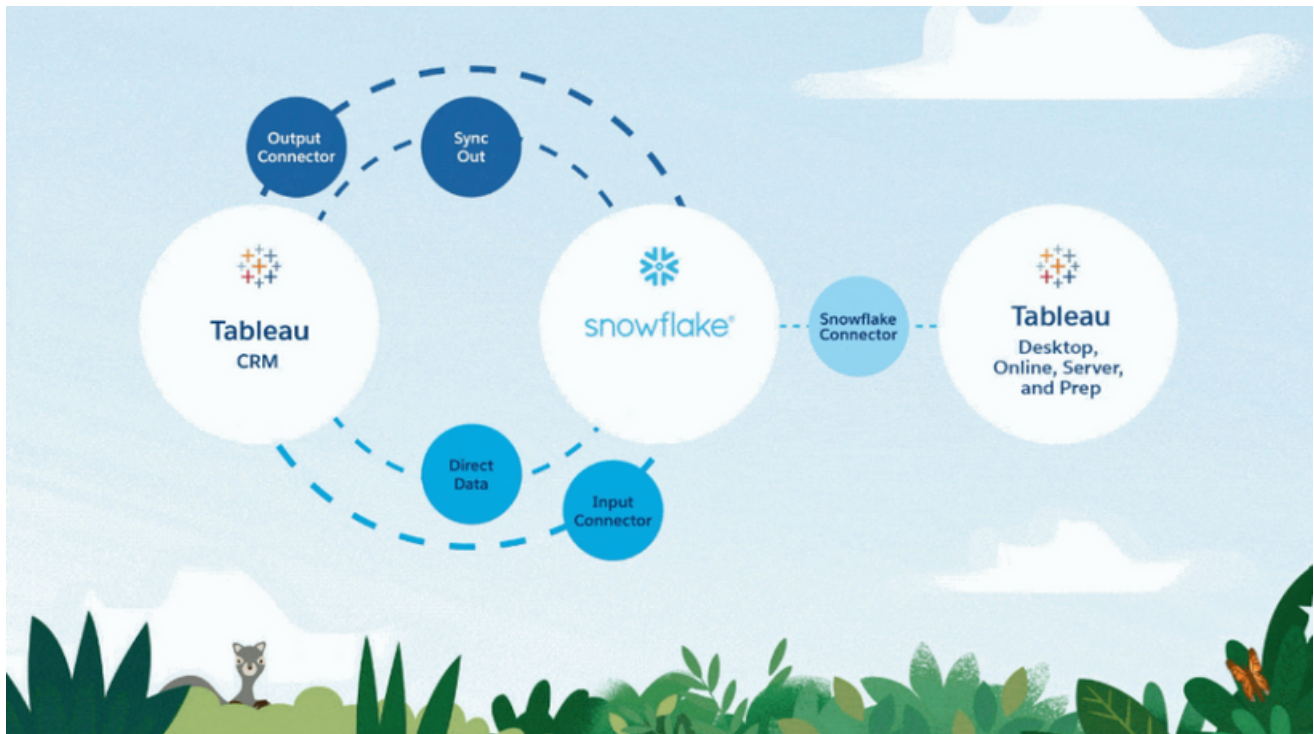 Output
Connector
Sync
Out
Tableau
CRM
snowflake®
Snowflake
Connector
Tableau
Desktop,
Online, Server,
and Prep
Direct
Data
Input
Connector